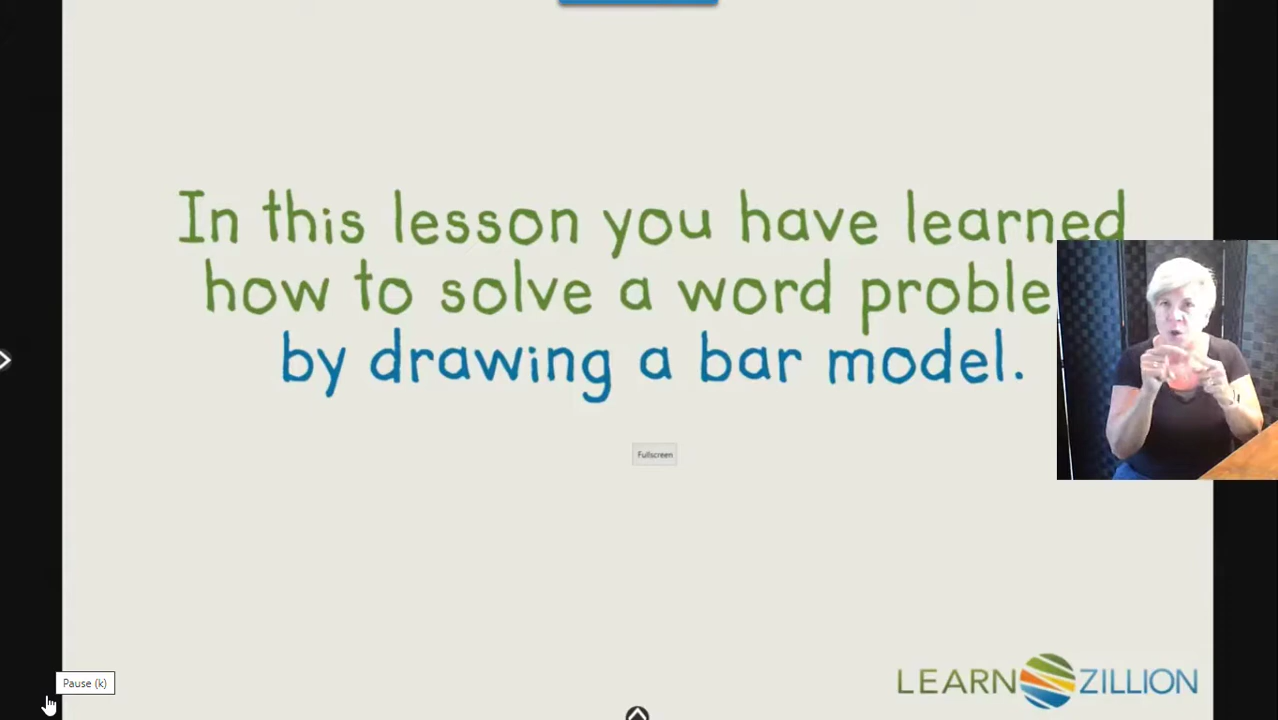 In this lesson you have learned
how to solve a word proble
by drawing a bar model.
Fullscreen
Pause (k)
LEARN ZILLION